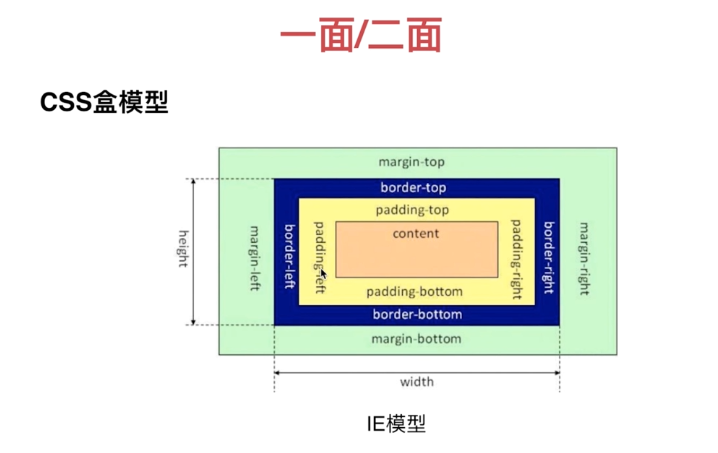 一面/二面
CSS盒模型
margin-top
border-top
padding-top
content
height
margin-left
border-left
padding-left
padding-right
border-right
margin-right
padding-bottom
border-bottom
margin-bottom
width
IE模型